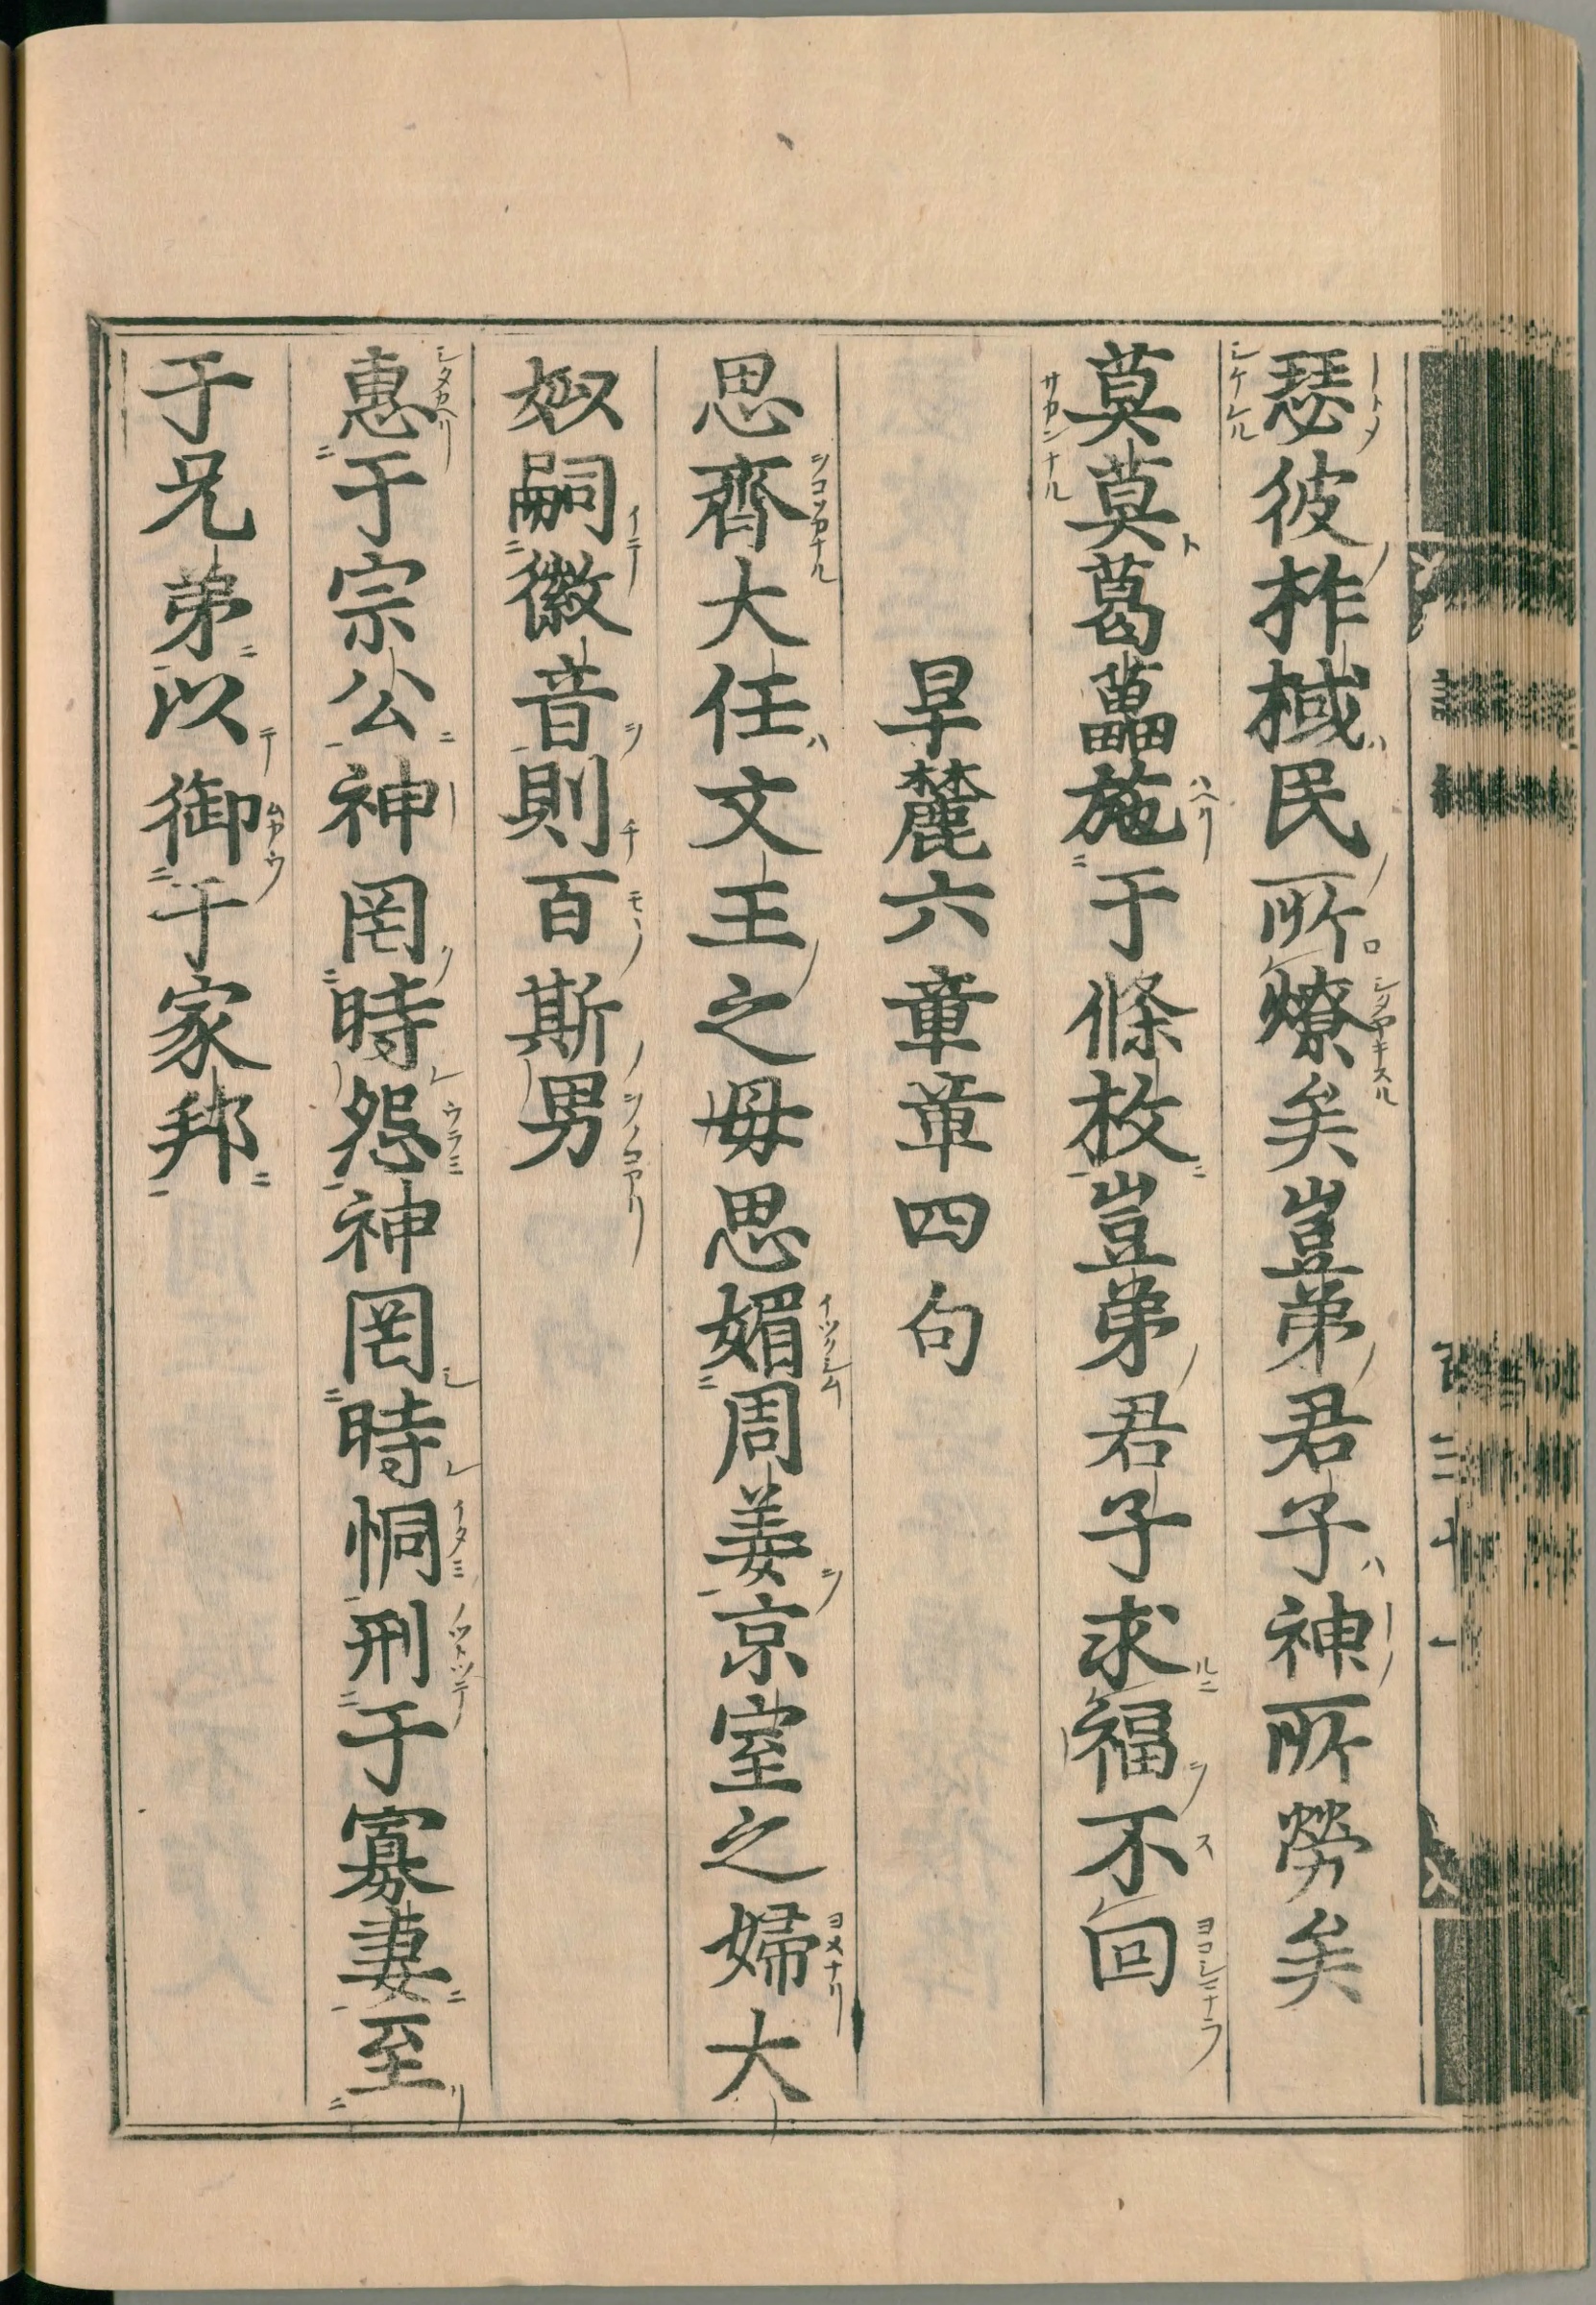 瑟彼柞棫民所燎矣豈弟君子神所勞矣
莫莫葛藟施于條枚豈弟君子求福不回
旱麓六章章四句
思齊大任文王之母思媚周姜京室之婦大
姒嗣徽音則百斯男
惠于宗公神罔時怨神罔時恫刑于寡妻至
于兄弟以御于家邦